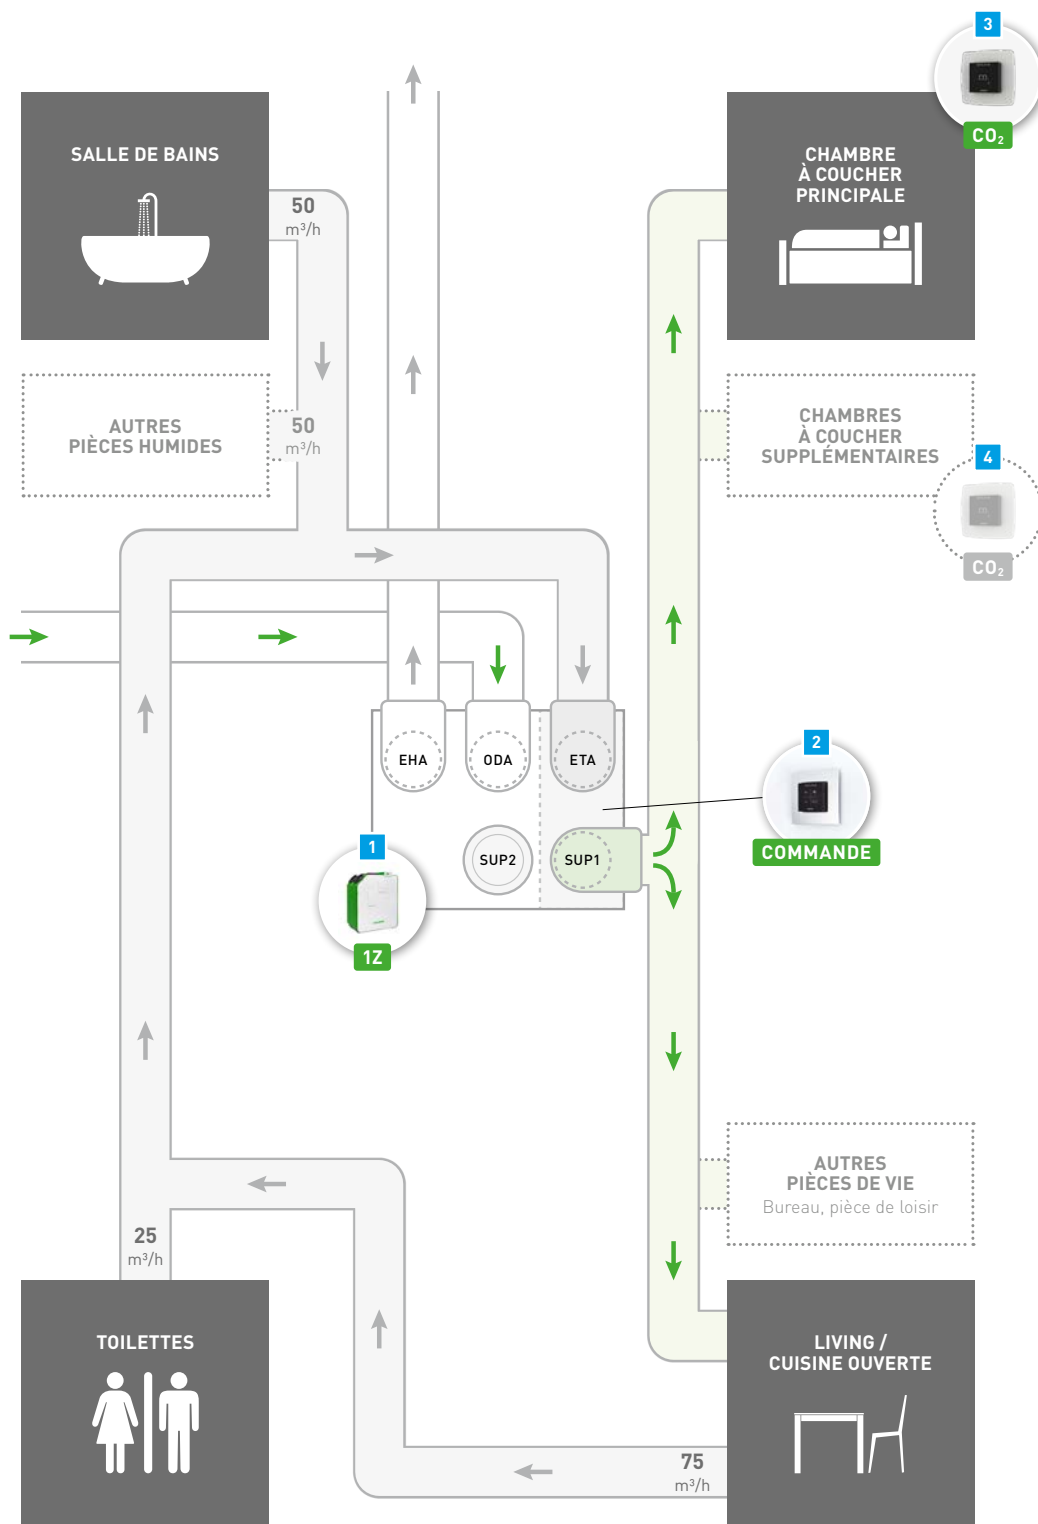 3
CO₂
SALLE DE BAINS
50
m³/h
CHAMBRE
À COUCHER
PRINCIPALE
AUTRES
PIÈCES HUMIDES
50
m³/h
CHAMBRES
À COUCHER
SUPPLÉMENTAIRES
4
CO₂
EHA
ODA
ETA
2
COMMANDE
SUP2
SUP1
1
1Z
AUTRES
PIÈCES DE VIE
Bureau, pièce de loisir
25
m³/h
TOILETTES
LIVING /
CUISINE OUVERTE
75
m³/h